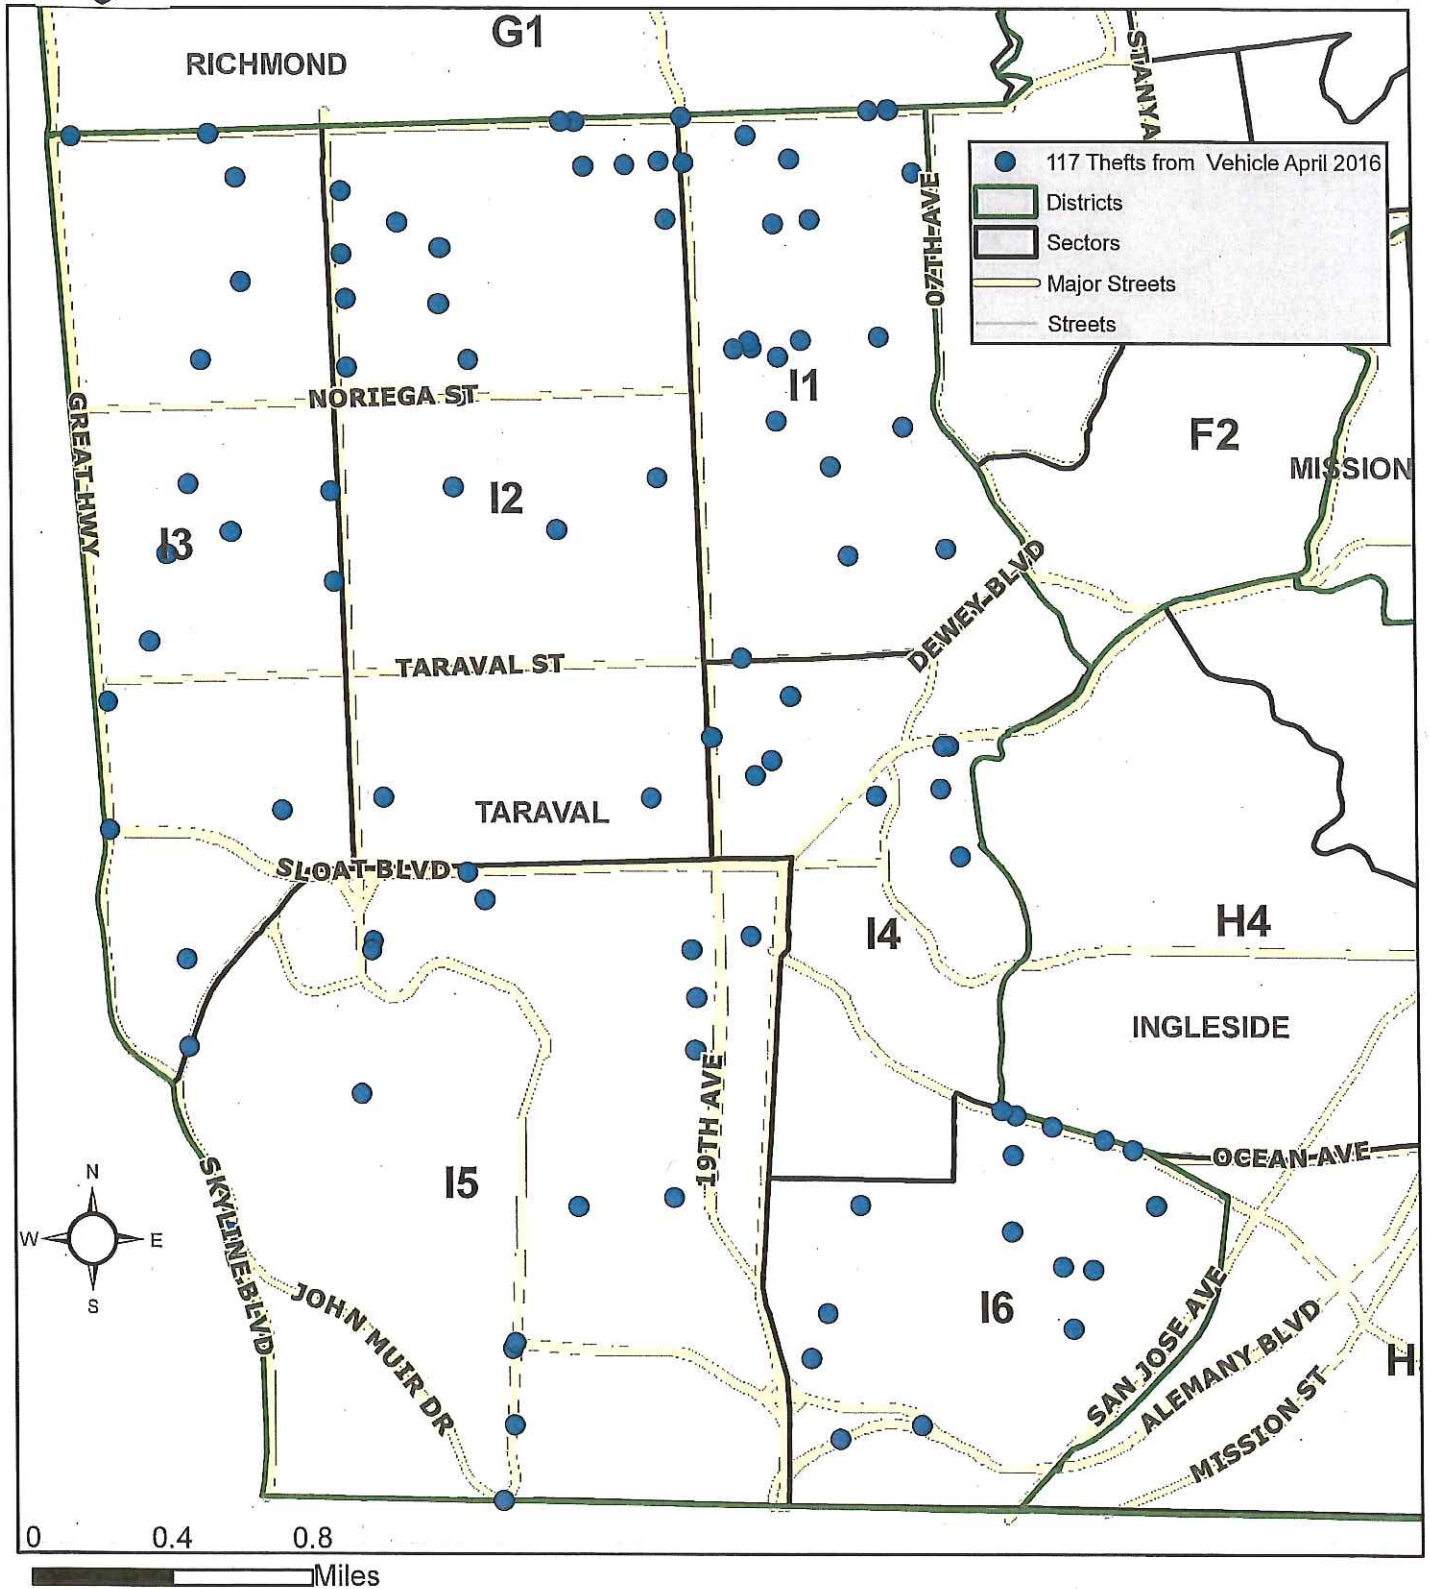 G1
RICHMOND
STANYA
117 Thefts from Vehicle April 2016
Districts
Sectors
Major Streets
Streets
07TH AVE
I1
NORIEGA ST
GREAT HWY
F2
MISSION
I2
I3
DEWEY BLVD
TARAVAL ST
TARAVAL
SLOAT BLVD
I4
H4
INGLESIDE
19TH AVE
OCEAN AVE
I5
N
W
E
S
SKYLINE BLVD
JOHN MUIR DR
I6
SAN JOSE AVE
ALEMANY BLVD
MISSION ST
H
0 0.4 0.8
Miles